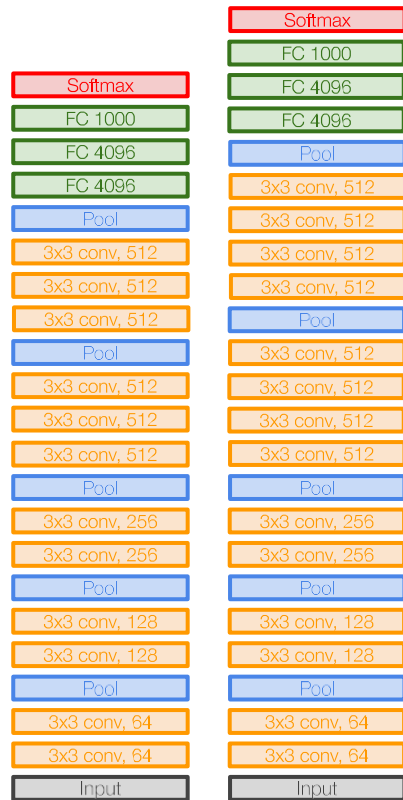 Softmax
FC 1000
FC 4096
FC 4096
Pool
3x3 conv, 512
3x3 conv, 512
3x3 conv, 512
Pool
3x3 conv, 512
3x3 conv, 512
3x3 conv, 512
Pool
3x3 conv, 256
3x3 conv, 256
Pool
3x3 conv, 128
3x3 conv, 128
Pool
3x3 conv, 64
3x3 conv, 64
Input
Softmax
FC 1000
FC 4096
FC 4096
Pool
3x3 conv, 512
3x3 conv, 512
3x3 conv, 512
3x3 conv, 512
Pool
3x3 conv, 512
3x3 conv, 512
3x3 conv, 512
3x3 conv, 512
Pool
3x3 conv, 256
3x3 conv, 256
Pool
3x3 conv, 128
3x3 conv, 128
Pool
3x3 conv, 64
3x3 conv, 64
Input